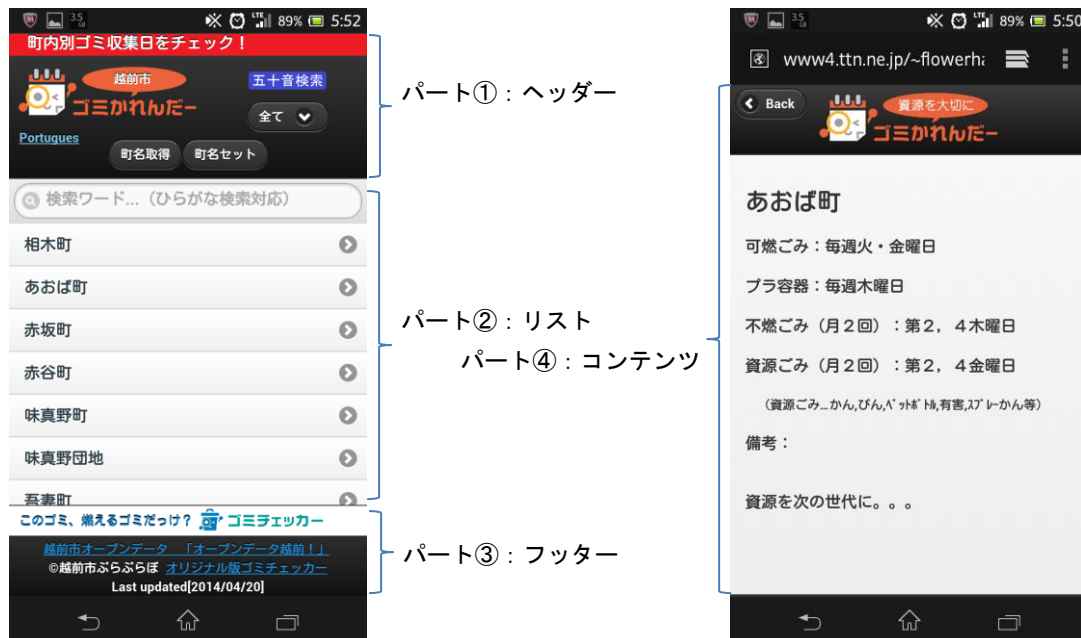 3.5
GB
LTE
89%
5:52
町内別ゴミ収集日をチェック！
越前市
ゴミかれんだー
五十音検索
全て
Portugues
町名取得
町名セット
検索ワード...（ひらがな検索対応）
相木町
あおば町
赤坂町
赤谷町
味真野町
味真野団地
吾妻町
このゴミ、燃えるゴミだっけ？ ゴミチェッカー
越前市オープンデータ 「オープンデータ越前！」
©越前市ぷらぷらぼ オリジナル版ゴミチェッカー
Last updated[2014/04/20]
パート①：ヘッダー
パート②：リスト
パート④：コンテンツ
パート③：フッター
3.5
GB
LTE
89%
5:50
www4.ttn.ne.jp/~flowerha
Back
資源を大切に
ゴミかれんだー
あおば町
可燃ごみ：毎週火・金曜日
プラ容器：毎週木曜日
不燃ごみ（月２回）：第２，４木曜日
資源ごみ（月２回）：第２，４金曜日
（資源ごみ…かん,びん,ﾍﾟｯﾄﾎﾞﾄﾙ,有害,ｽﾌﾟﾚｰかん等）
備考：
資源を次の世代に。。。